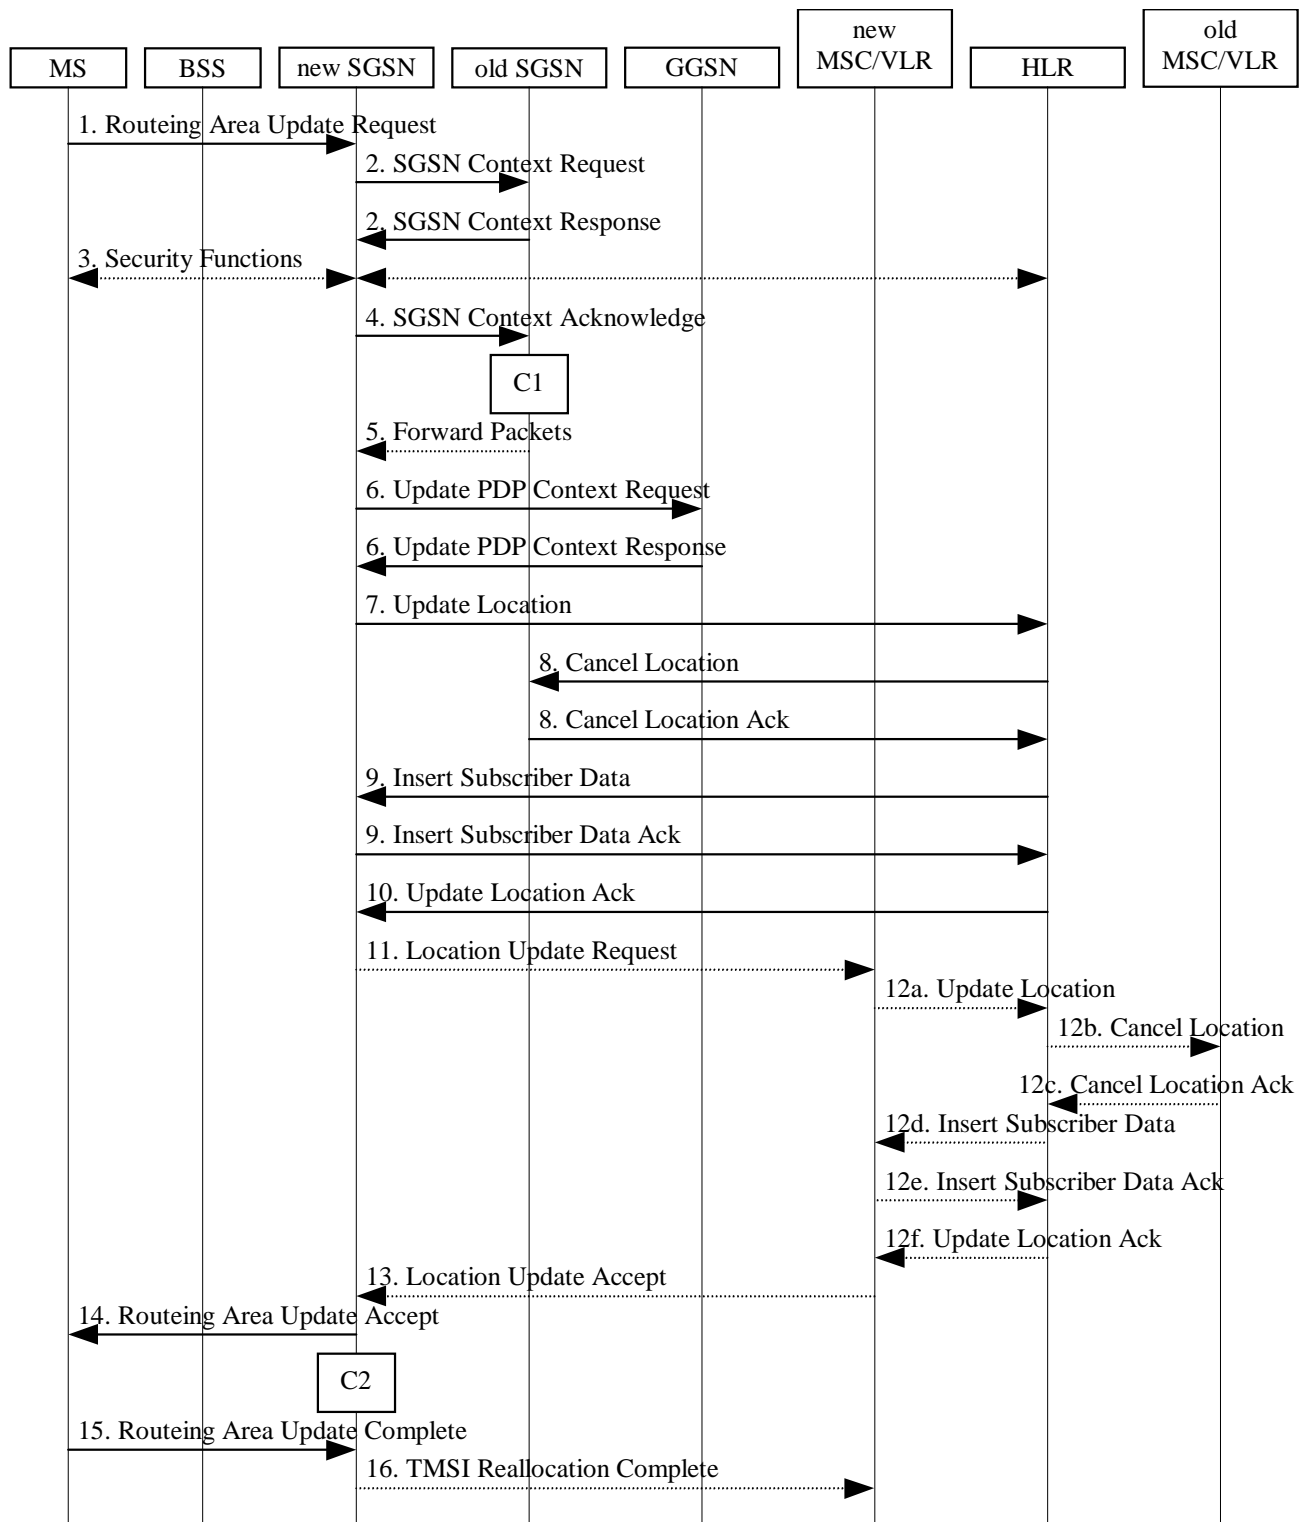 new
MSC/VLR
old
MSC/VLR
MS
BSS
new SGSN
old SGSN
GGSN
HLR
1. Routeing Area Update Request
2. SGSN Context Request
2. SGSN Context Response
3. Security Functions
4. SGSN Context Acknowledge
C1
5. Forward Packets
6. Update PDP Context Request
6. Update PDP Context Response
7. Update Location
8. Cancel Location
8. Cancel Location Ack
9. Insert Subscriber Data
9. Insert Subscriber Data Ack
10. Update Location Ack
11. Location Update Request
12a. Update Location
12b. Cancel Location
12c. Cancel Location Ack
12d. Insert Subscriber Data
12e. Insert Subscriber Data Ack
12f. Update Location Ack
13. Location Update Accept
14. Routeing Area Update Accept
C2
15. Routeing Area Update Complete
16. TMSI Reallocation Complete